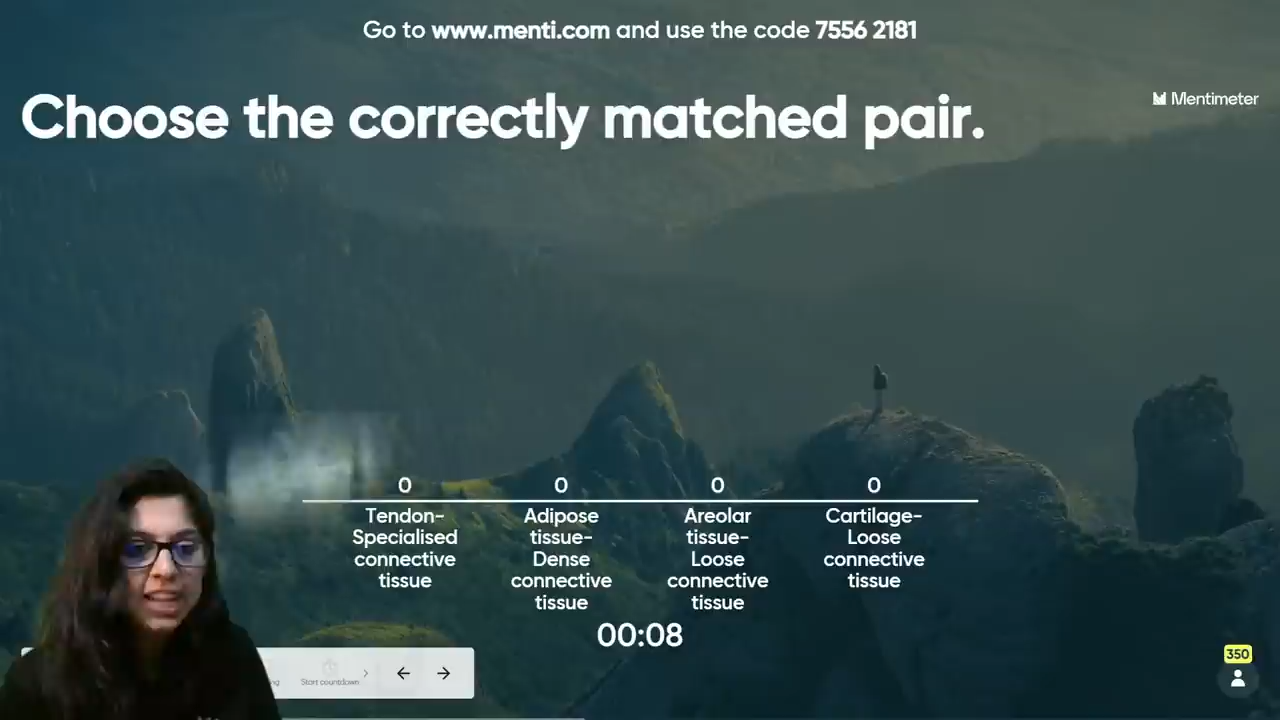 Go to www.menti.com and use the code 7556 2181
Choose the correctly matched pair.
Mentimeter
0
0
0
0
Tendon-
Specialised
connective
tissue
Adipose
tissue-
Dense
connective
tissue
Areolar
tissue-
Loose
connective
tissue
Cartilage-
Loose
connective
tissue
00:08
350
Start countdown